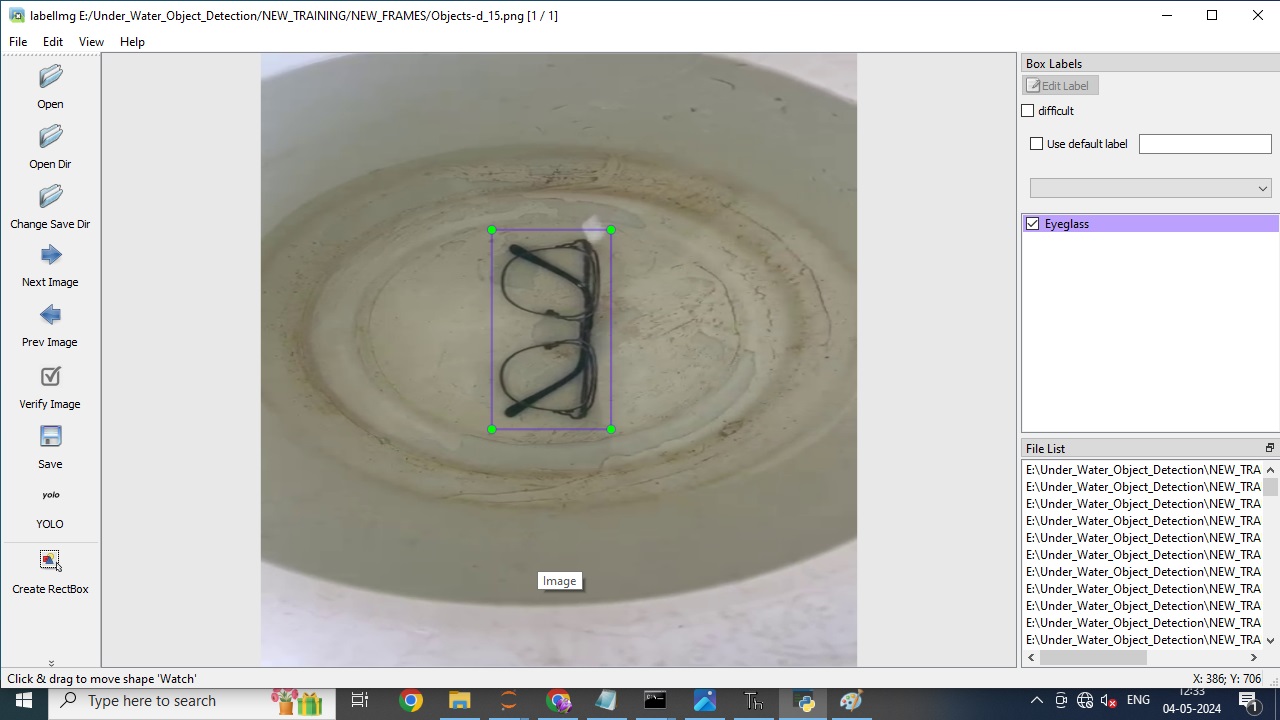 labelImg E:/Under_Water_Object_Detection/NEW_TRAINING/NEW_FRAMES/Objects-d_15.png [1 / 1]
File Edit View Help
Open
Open Dir
Change Save Dir
Next Image
Prev Image
Verify Image
Save
yolo
YOLO
Create RectBox
Image
Box Labels
Edit Label
difficult
Use default label
Eyeglass
File List
E:\Under_Water_Object_Detection\NEW_TRA
E:\Under_Water_Object_Detection\NEW_TRA
E:\Under_Water_Object_Detection\NEW_TRA
E:\Under_Water_Object_Detection\NEW_TRA
E:\Under_Water_Object_Detection\NEW_TRA
E:\Under_Water_Object_Detection\NEW_TRA
E:\Under_Water_Object_Detection\NEW_TRA
E:\Under_Water_Object_Detection\NEW_TRA
E:\Under_Water_Object_Detection\NEW_TRA
E:\Under_Water_Object_Detection\NEW_TRA
E:\Under_Water_Object_Detection\NEW_TRA
Click & drag to move shape 'Watch'
X: 386; Y: 706
Type here to search
Th
ENG
12:33
04-05-2024
1